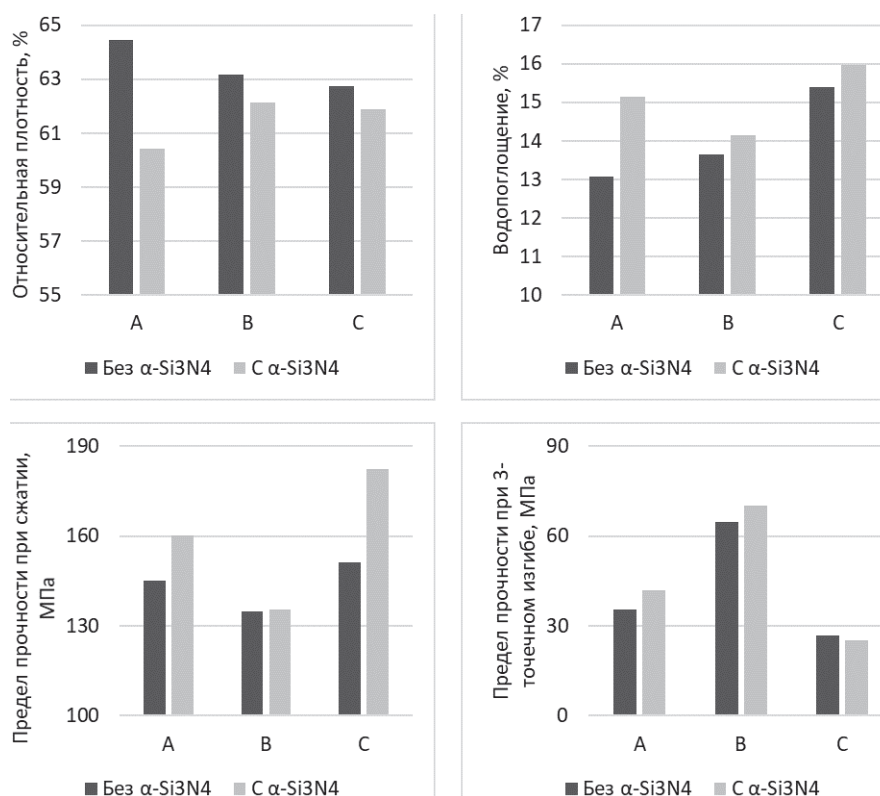 Относительная плотность, %
65
63
61
59
57
55
A
B
C
Без α-Si3N4
С α-Si3N4
Водопоглощение, %
17
16
15
14
13
12
11
10
A
B
C
Без α-Si3N4
С α-Si3N4
Предел прочности при сжатии,
МПа
190
160
130
100
A
B
C
Без α-Si3N4
С α-Si3N4
Предел прочности при 3-
точечном изгибе, МПа
90
60
30
0
A
B
C
Без α-Si3N4
С α-Si3N4